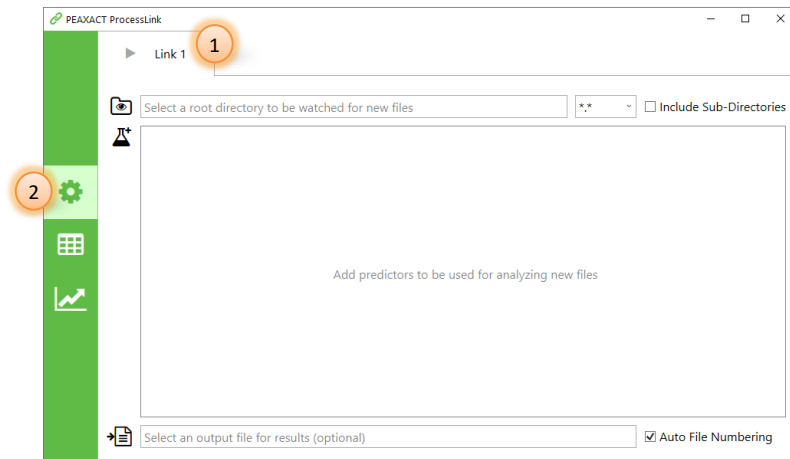 PEAXACT ProcessLink
Link 1
1
Select a root directory to be watched for new files
*.*
Include Sub-Directories
2
Add predictors to be used for analyzing new files
Select an output file for results (optional)
Auto File Numbering